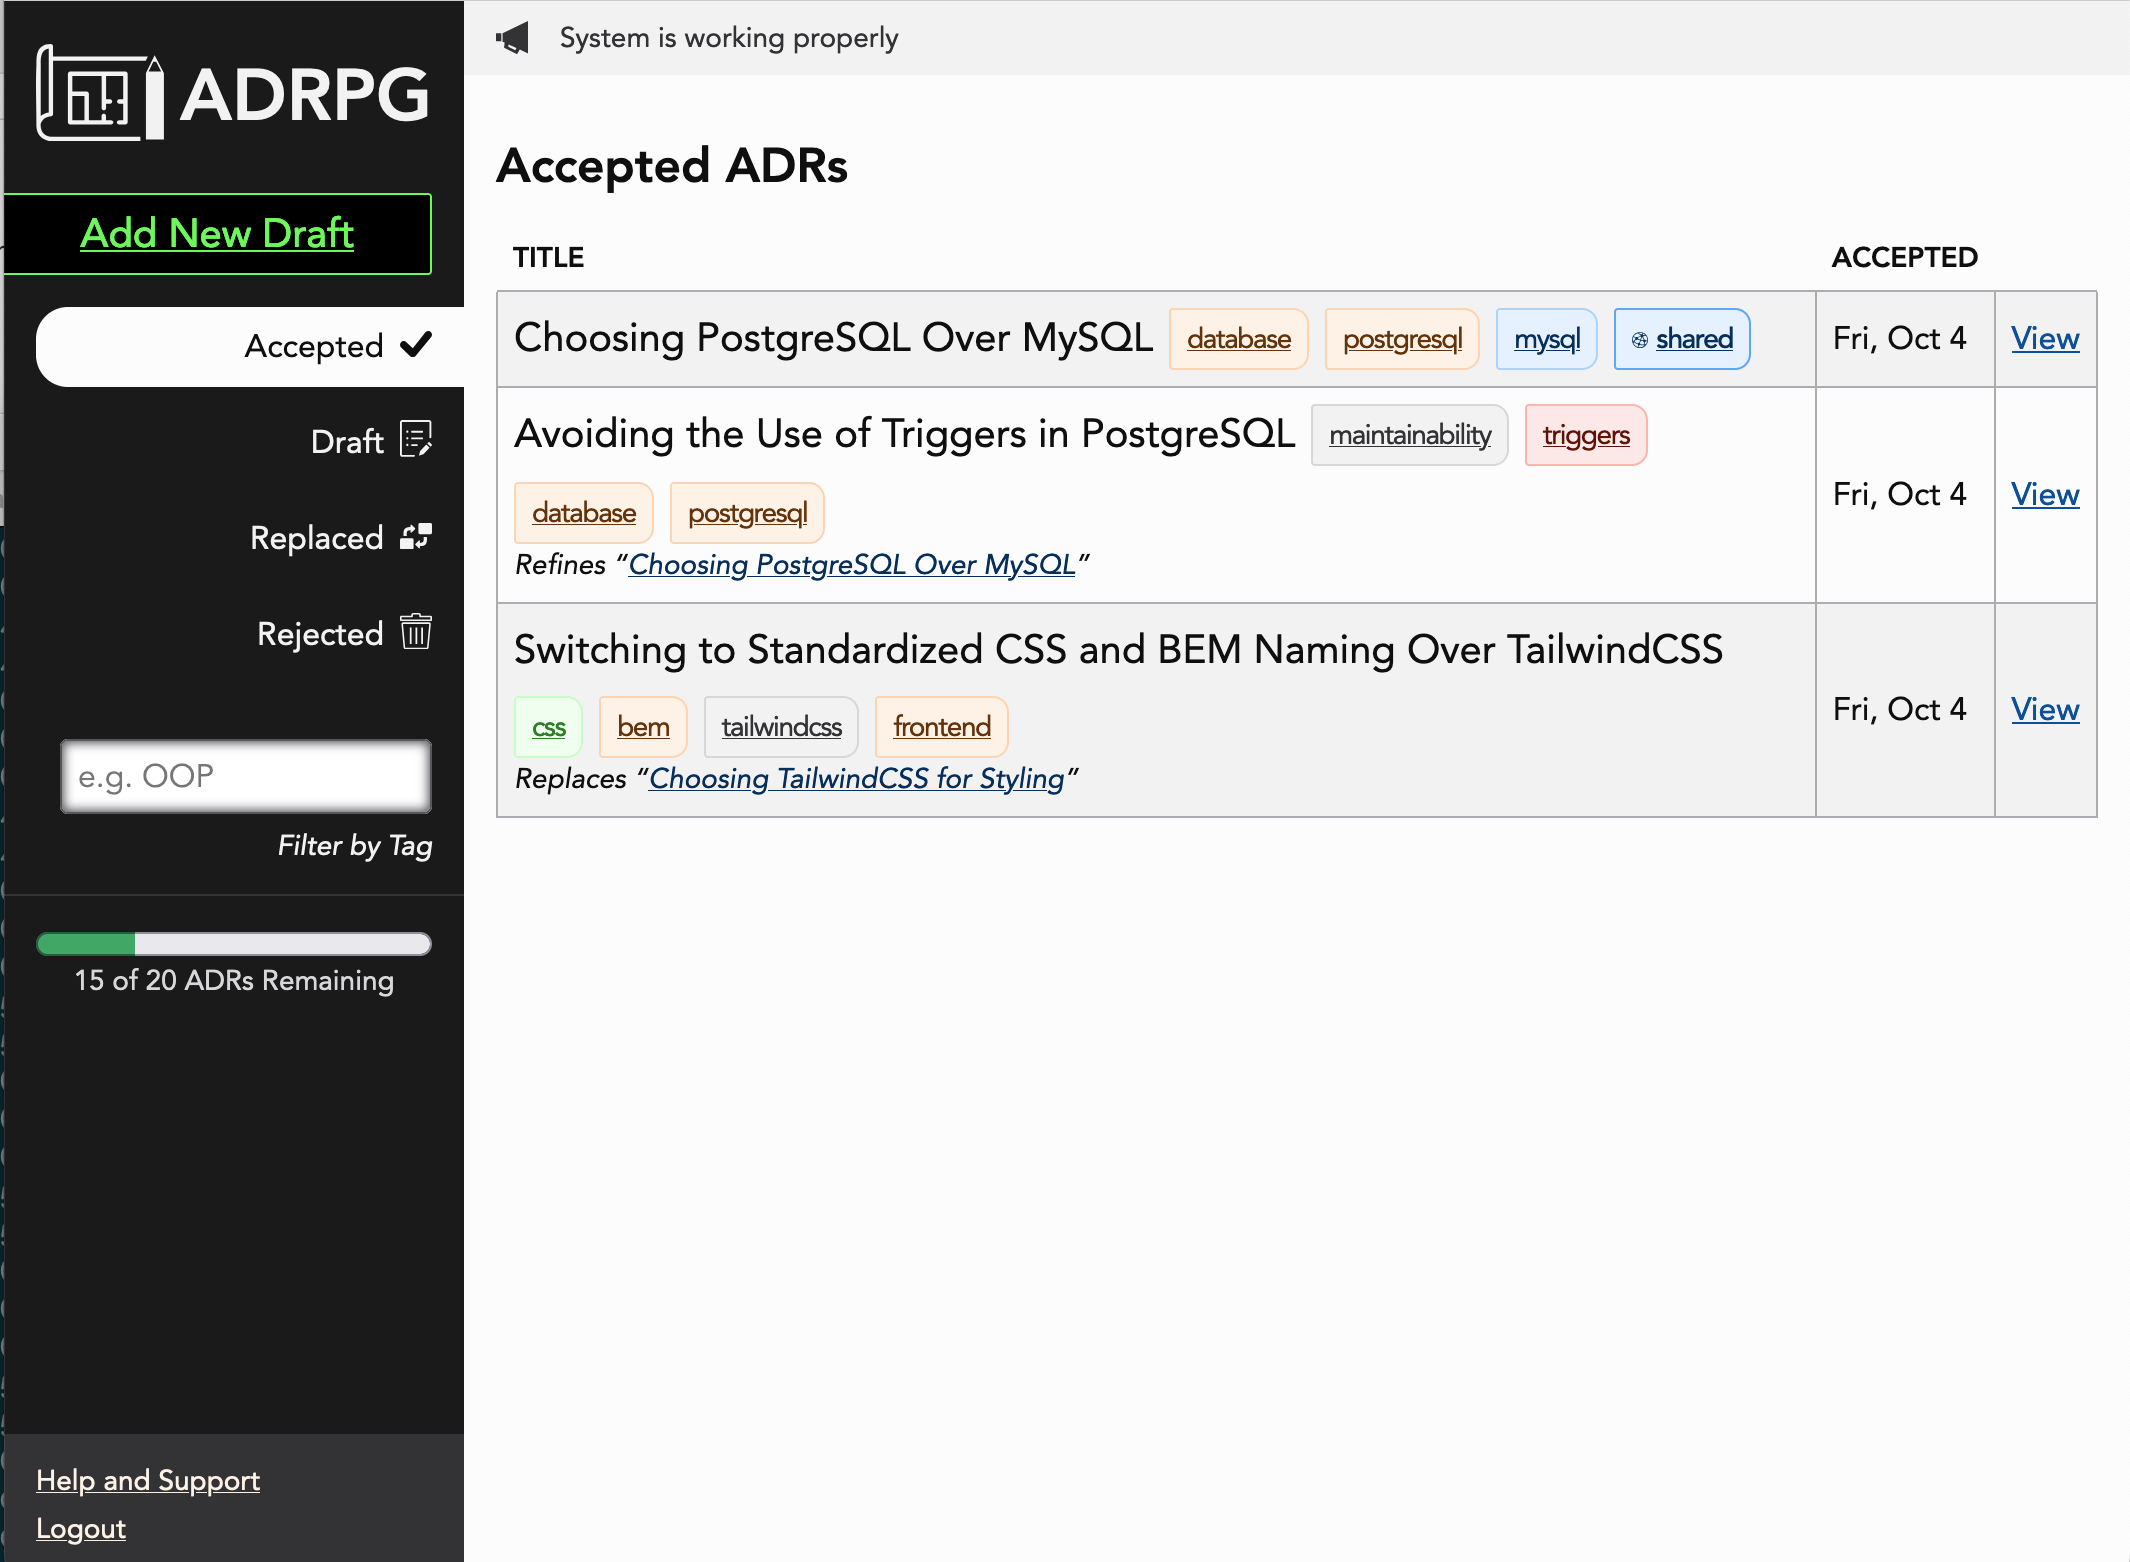 ADRPG
Add New Draft
Accepted
Draft
Replaced
Rejected
e.g. OOP
Filter by Tag
15 of 20 ADRs Remaining
Help and Support
Logout
System is working properly
Accepted ADRs
TITLE ACCEPTED
Choosing PostgreSQL Over MySQL database postgresql mysql shared Fri, Oct 4 View
Avoiding the Use of Triggers in PostgreSQL maintainability triggers
database postgresql
Refines “Choosing PostgreSQL Over MySQL”
Fri, Oct 4 View
Switching to Standardized CSS and BEM Naming Over TailwindCSS
css bem tailwindcss frontend
Replaces “Choosing TailwindCSS for Styling”
Fri, Oct 4 View